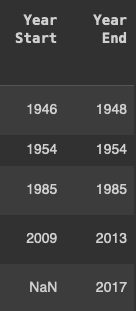 Year Year
Start End
1946 1948
1954 1954
1985 1985
2009 2013
NaN 2017